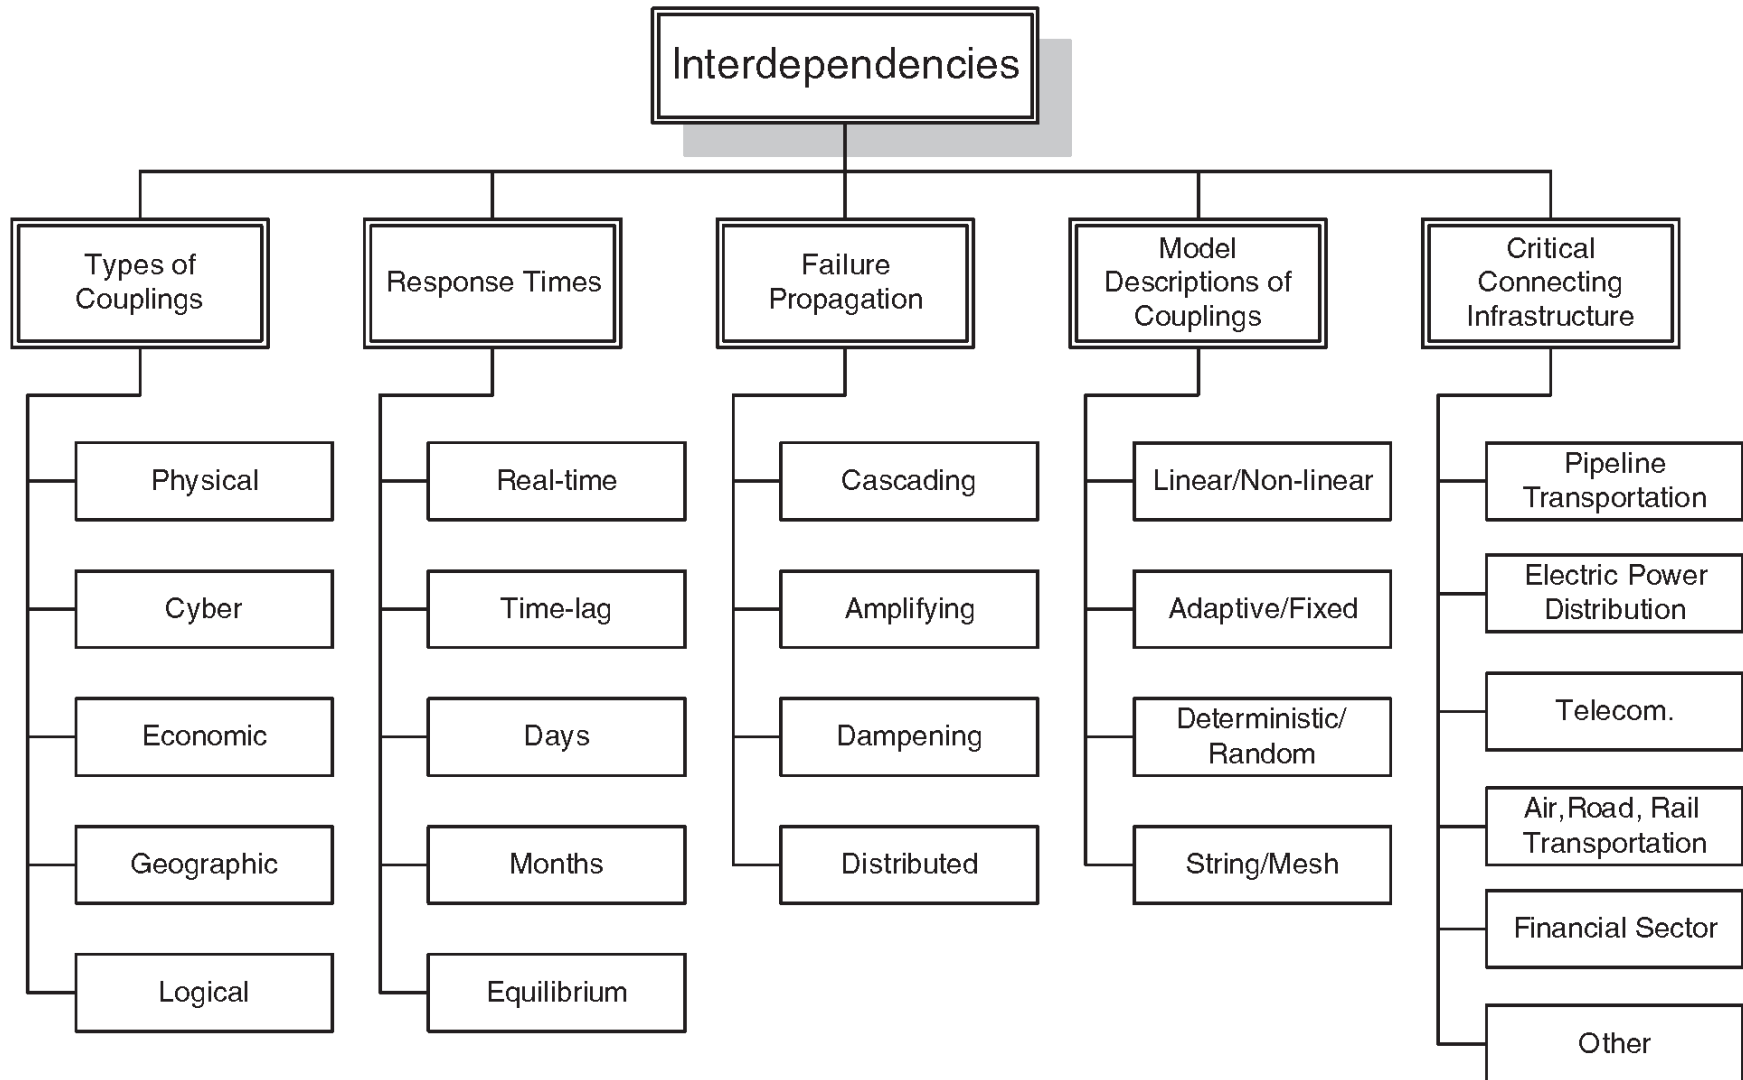 Interdependencies
Types of
Couplings
Response Times
Failure
Propagation
Model
Descriptions of
Couplings
Critical
Connecting
Infrastructure
Physical
Cyber
Economic
Geographic
Logical
Real-time
Time-lag
Days
Months
Equilibrium
Cascading
Amplifying
Dampening
Distributed
Linear/Non-linear
Adaptive/Fixed
Deterministic/
Random
String/Mesh
Pipeline
Transportation
Electric Power
Distribution
Telecom.
Air,Road, Rail
Transportation
Financial Sector
Other